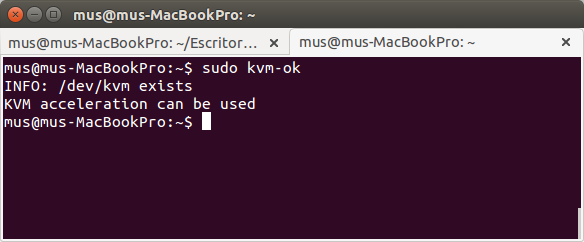 mus@mus-MacBookPro: ~
mus@mus-MacBookPro: ~/Escritor... ×
mus@mus-MacBookPro: ~ ×
mus@mus-MacBookPro:~$ sudo kvm-ok
INFO: /dev/kvm exists
KVM acceleration can be used
mus@mus-MacBookPro:~$